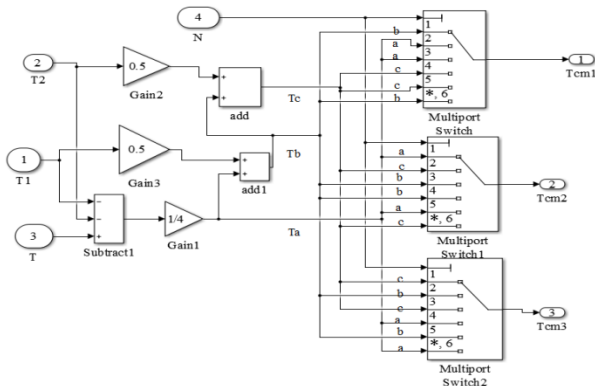 4
N
2
T2
0.5
Gain2
+
+
add
Tc
1
T1
0.5
Gain3
+
+
add1
Tb
3
T
−
−
+
Subtract1
1/4
Gain1
Ta
b
a
a
c
c
b
1
2
3
4
5
*, 6
Multiport
Switch
1
Tcm1
a
c
b
b
a
c
1
2
3
4
5
*, 6
Multiport
Switch1
2
Tcm2
c
b
c
a
b
a
1
2
3
4
5
*, 6
Multiport
Switch2
3
Tcm3